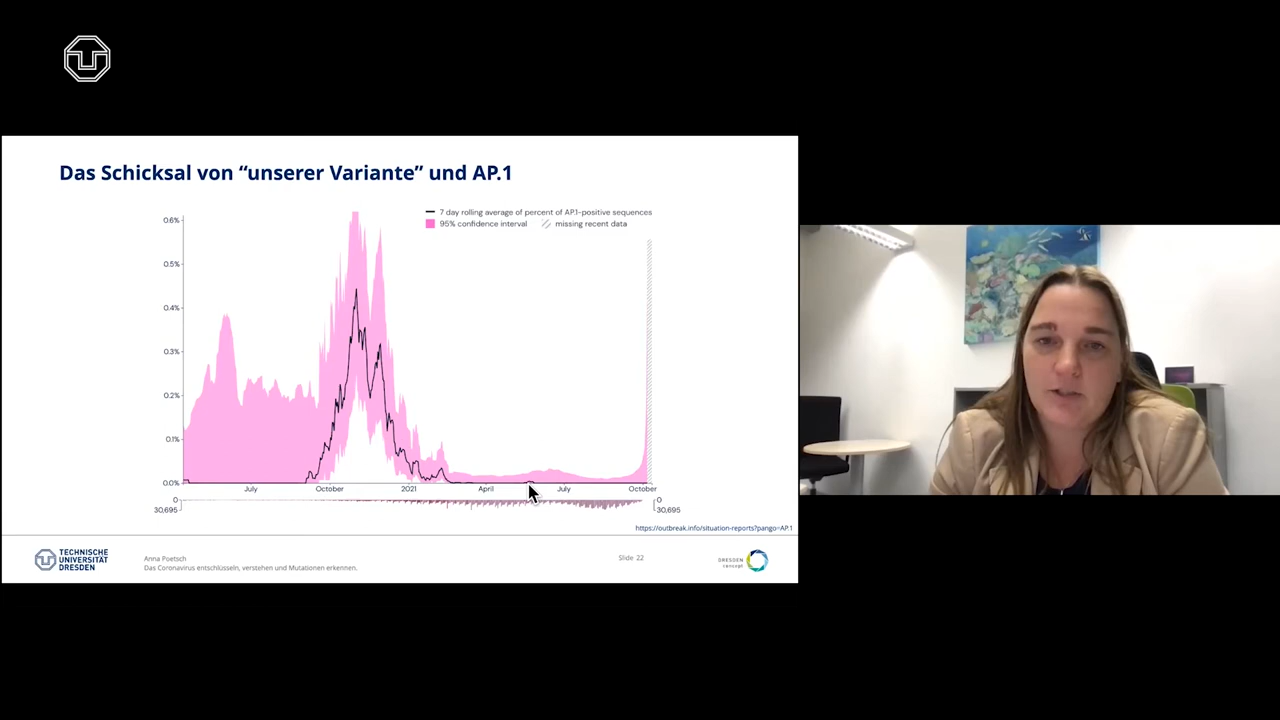 Das Schicksal von “unserer Variante” und AP.1
7 day rolling average of percent of AP.1-positive sequences
95% confidence interval
missing recent data
0.6%
0.5%
0.4%
0.3%
0.2%
0.1%
0.0%
July
October
2021
April
July
October
0
30,695
0
30,695
https://outbreak.info/situation-reports?pango=AP.1
TECHNISCHE
UNIVERSITÄT
DRESDEN
Anna Poetsch
Das Coronavirus entschlüsseln, verstehen und Mutationen erkennen.
Slide 22
DRESDEN
concept